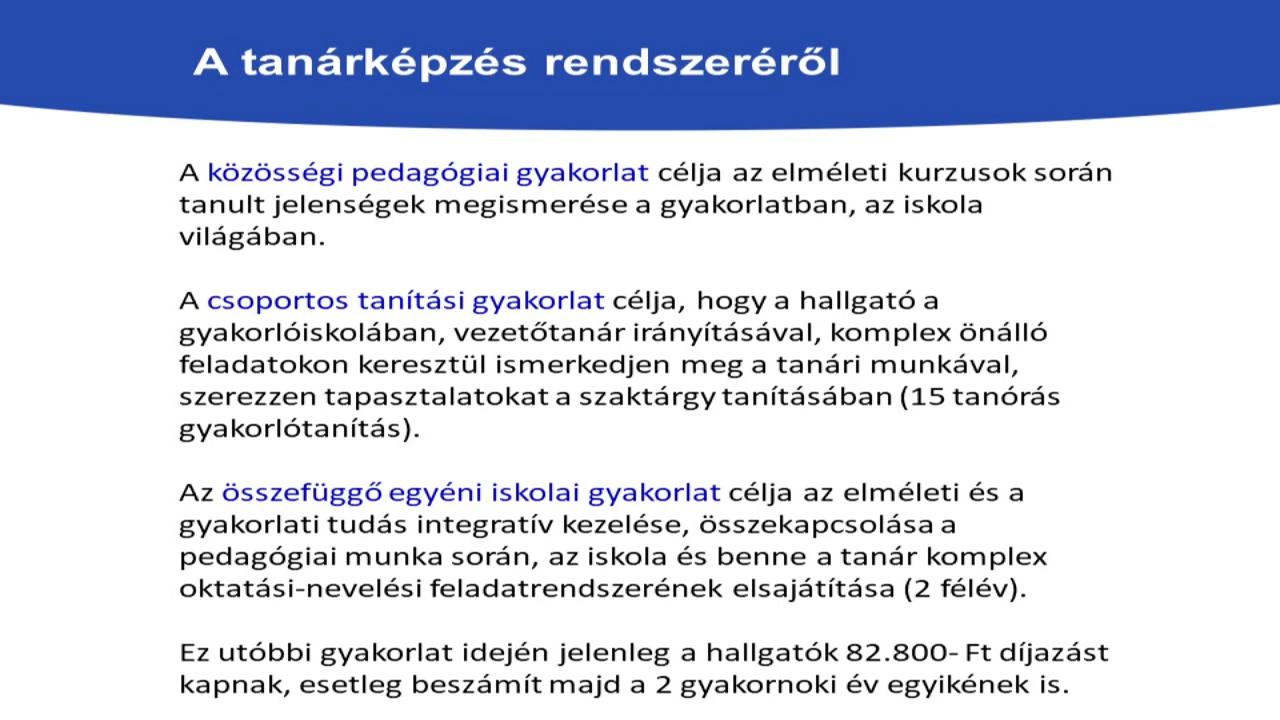 A tanárképzés rendszeréről
A közösségi pedagógiai gyakorlat célja az elméleti kurzusok során
tanult jelenségek megismerése a gyakorlatban, az iskola
világában.
A csoportos tanítási gyakorlat célja, hogy a hallgató a
gyakorlóiskolában, vezetőtanár irányításával, komplex önálló
feladatokon keresztül ismerkedjen meg a tanári munkával,
szerezzen tapasztalatokat a szaktárgy tanításában (15 tanórás
gyakorlótanítás).
Az összefüggő egyéni iskolai gyakorlat célja az elméleti és a
gyakorlati tudás integratív kezelése, összekapcsolása a
pedagógiai munka során, az iskola és benne a tanár komplex
oktatási-nevelési feladatrendszerének elsajátítása (2 félév).
Ez utóbbi gyakorlat idején jelenleg a hallgatók 82.800- Ft díjazást
kapnak, esetleg beszámít majd a 2 gyakornoki év egyikének is.